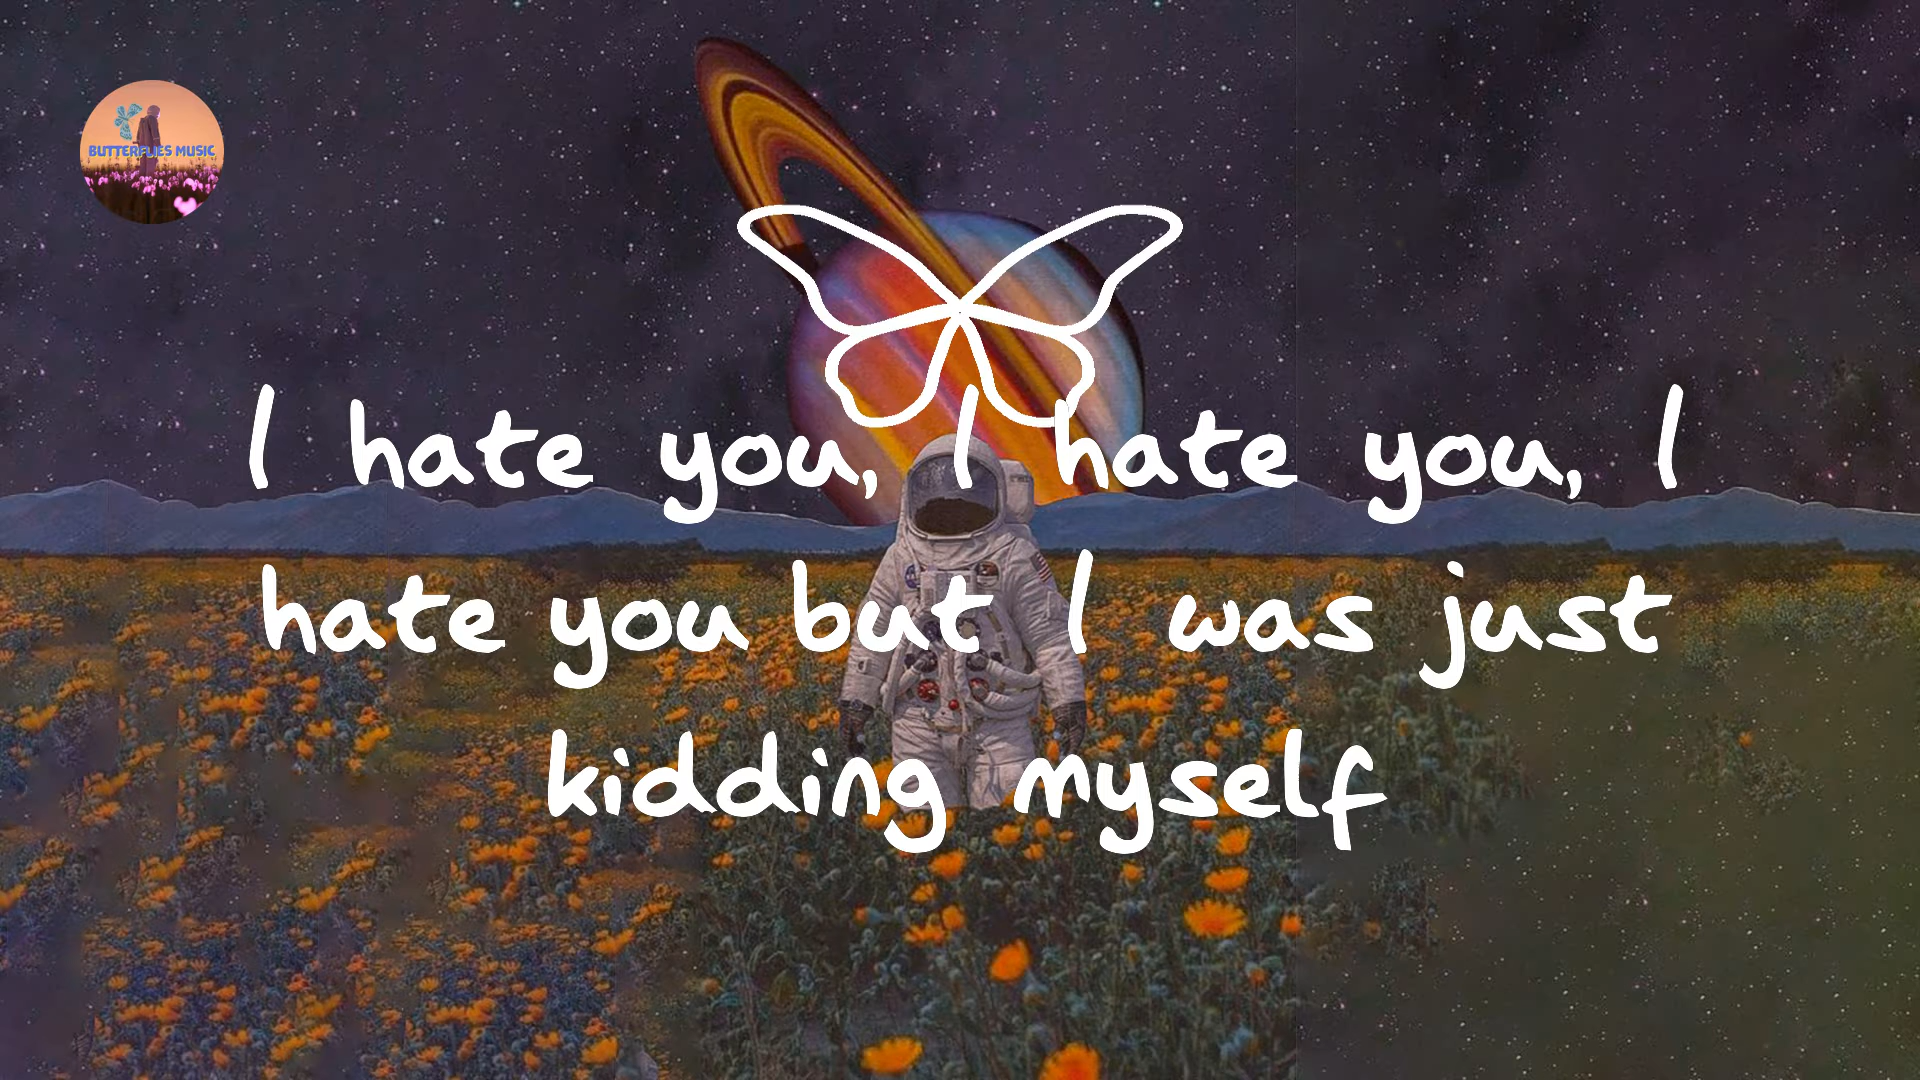 BUTTERFLIES MUSIC
I hate you, I hate you, I
hate you but I was just
kidding myself